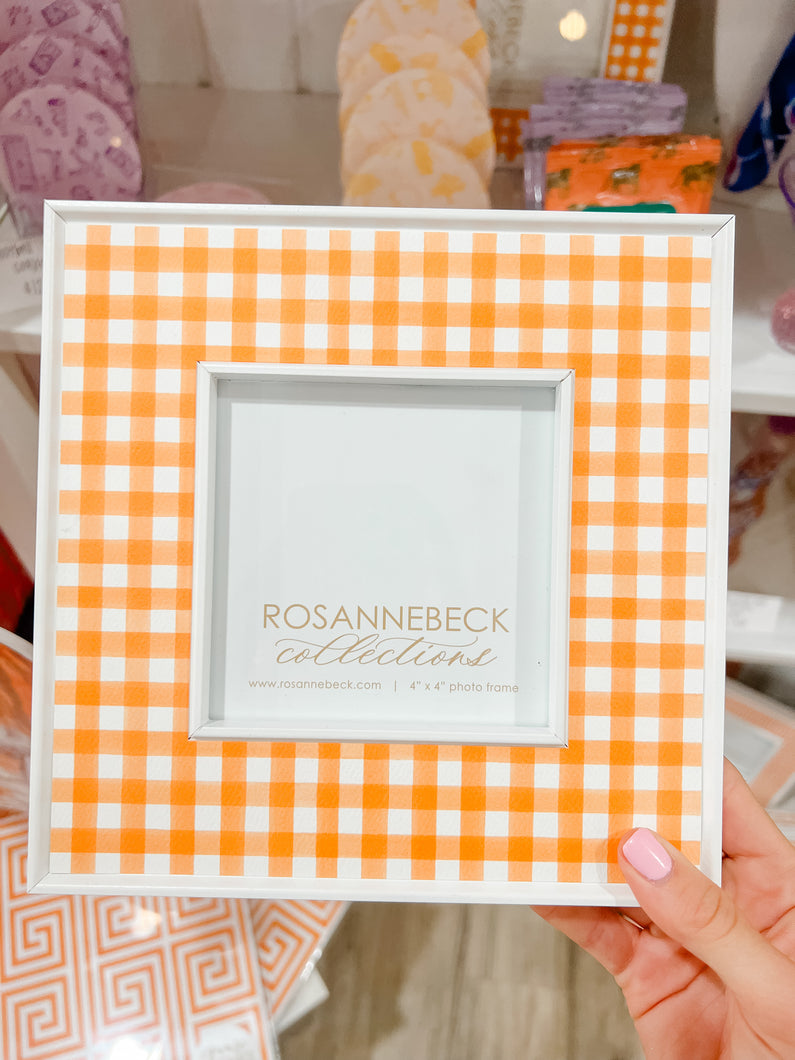 ROSANNEBECK
collections
www.rosannebeck.com | 4" x 4" photo frame